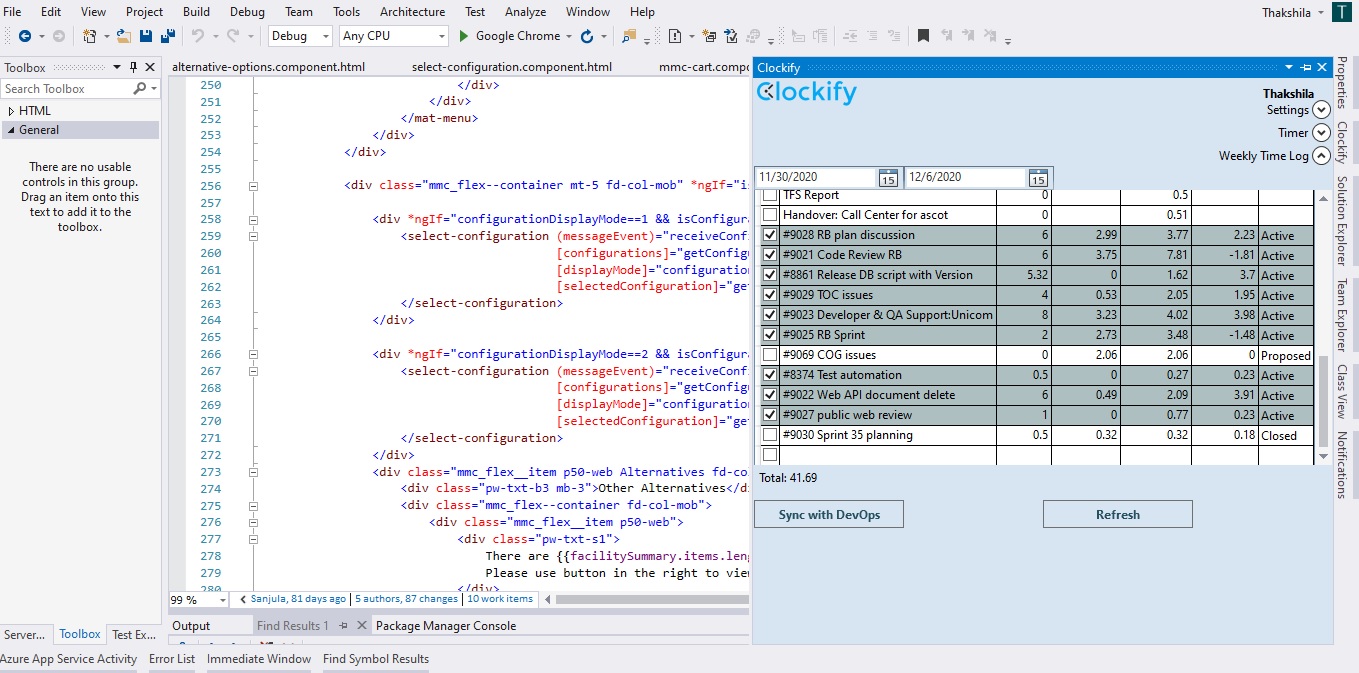 File Edit View Project Build Debug Team Tools Architecture Test Analyze Window Help
Thakshila T
Debug Any CPU Google Chrome
Toolbox
Search Toolbox
HTML
General
There are no usable
controls in this group.
Drag an item onto this
text to add it to the
toolbox.
Server... Toolbox Test Ex...
alternative-options.component.html select-configuration.component.html mmc-cart.compo
250 </div>
251 </div>
252 </mat-menu>
253 </div>
254 </div>
255
256 <div class="mmc_flex--container mt-5 fd-col-mob" *ngIf="i
257
258 <div *ngIf="configurationDisplayMode==1 && isConfigur
259 <select-configuration (messageEvent)="receiveConf
260 [configurations]="getConfig
261 [displayMode]="configuration
262 [selectedConfiguration]="ge
263 </select-configuration>
264 </div>
265
266 <div *ngIf="configurationDisplayMode==2 && isConfigur
267 <select-configuration (messageEvent)="receiveConf
268 [configurations]="getConfig
269 [displayMode]="configuration
270 [selectedConfiguration]="ge
271 </select-configuration>
272 </div>
273 <div class="mmc_flex__item p50-web Alternatives fd-co
274 <div class="pw-txt-b3 mb-3">Other Alternatives</d
275 <div class="mmc_flex--container fd-col-mob">
276 <div class="mmc_flex__item p50-web">
277 <div class="pw-txt-s1">
278 There are {{facilitySummary.items.len
279 Please use button in the right to vie
280 </div>
99 % Sanjula, 81 days ago | 5 authors, 87 changes | 10 work items
Output Find Results 1 Package Manager Console
Azure App Service Activity Error List Immediate Window Find Symbol Results
Clockify
Clockify
Thakshila
Settings
Timer
Weekly Time Log
11/30/2020 15 12/6/2020 15
TFS Report 0 0.5
Handover: Call Center for ascot 0 0.51
#9028 RB plan discussion 6 2.99 3.77 2.23 Active
#9021 Code Review RB 6 3.75 7.81 -1.81 Active
#8861 Release DB script with Version 5.32 0 1.62 3.7 Active
#9029 TOC issues 4 0.53 2.05 1.95 Active
#9023 Developer & QA Support:Unicom 8 3.23 4.02 3.98 Active
#9025 RB Sprint 2 2.73 3.48 -1.48 Active
#9069 COG issues 0 2.06 2.06 0 Proposed
#8374 Test automation 0.5 0 0.27 0.23 Active
#9022 Web API document delete 6 0.49 2.09 3.91 Active
#9027 public web review 1 0 0.77 0.23 Active
#9030 Sprint 35 planning 0.5 0.32 0.32 0.18 Closed
Total: 41.69
Sync with DevOps Refresh
Properties
Clockify
Solution Explorer
Team Explorer
Class View
Notifications